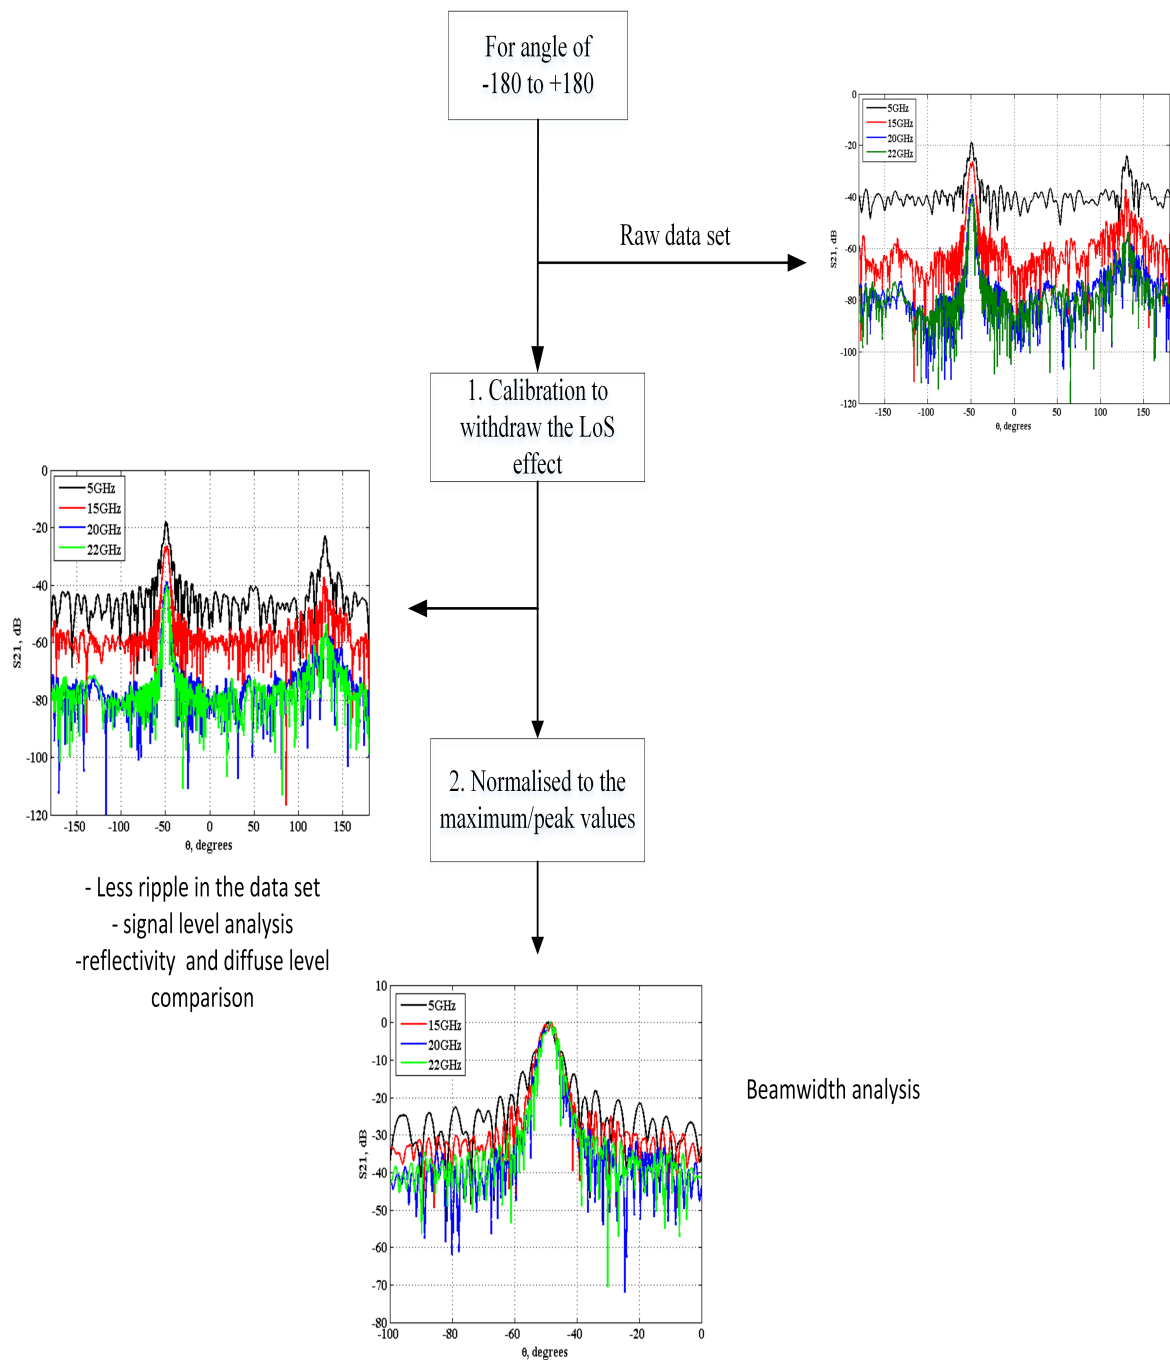 For angle of
-180 to +180
Raw data set
0
-20
-40
-60
-80
-100
-120
S21, dB
5GHz
15GHz
20GHz
22GHz
-150
-100
-50
0
50
100
150
θ, degrees
1. Calibration to
withdraw the LoS
effect
0
-20
-40
-60
-80
-100
-120
S21, dB
5GHz
15GHz
20GHz
22GHz
-150
-100
-50
0
50
100
150
θ, degrees
- Less ripple in the data set
- signal level analysis
-reflectivity and diffuse level
comparison
2. Normalised to the
maximum/peak values
10
0
-10
-20
-30
-40
-50
-60
-70
-80
S21, dB
5GHz
15GHz
20GHz
22GHz
-100
-80
-60
-40
-20
0
θ, degrees
Beamwidth analysis